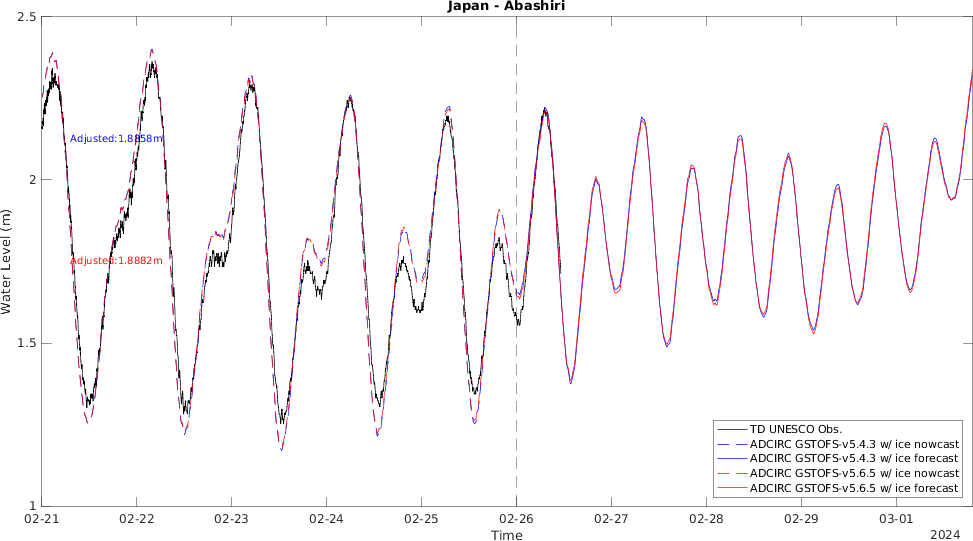 Japan - Abashiri
2.5
2
1.5
1
Water Level (m)
Adjusted:1.8858m
Adjusted:1.8882m
TD UNESCO Obs.
ADCIRC GSTOFS-v5.4.3 w/ ice nowcast
ADCIRC GSTOFS-v5.4.3 w/ ice forecast
ADCIRC GSTOFS-v5.6.5 w/ ice nowcast
ADCIRC GSTOFS-v5.6.5 w/ ice forecast
02-21 02-22 02-23 02-24 02-25 02-26 02-27 02-28 02-29 03-01
Time
2024